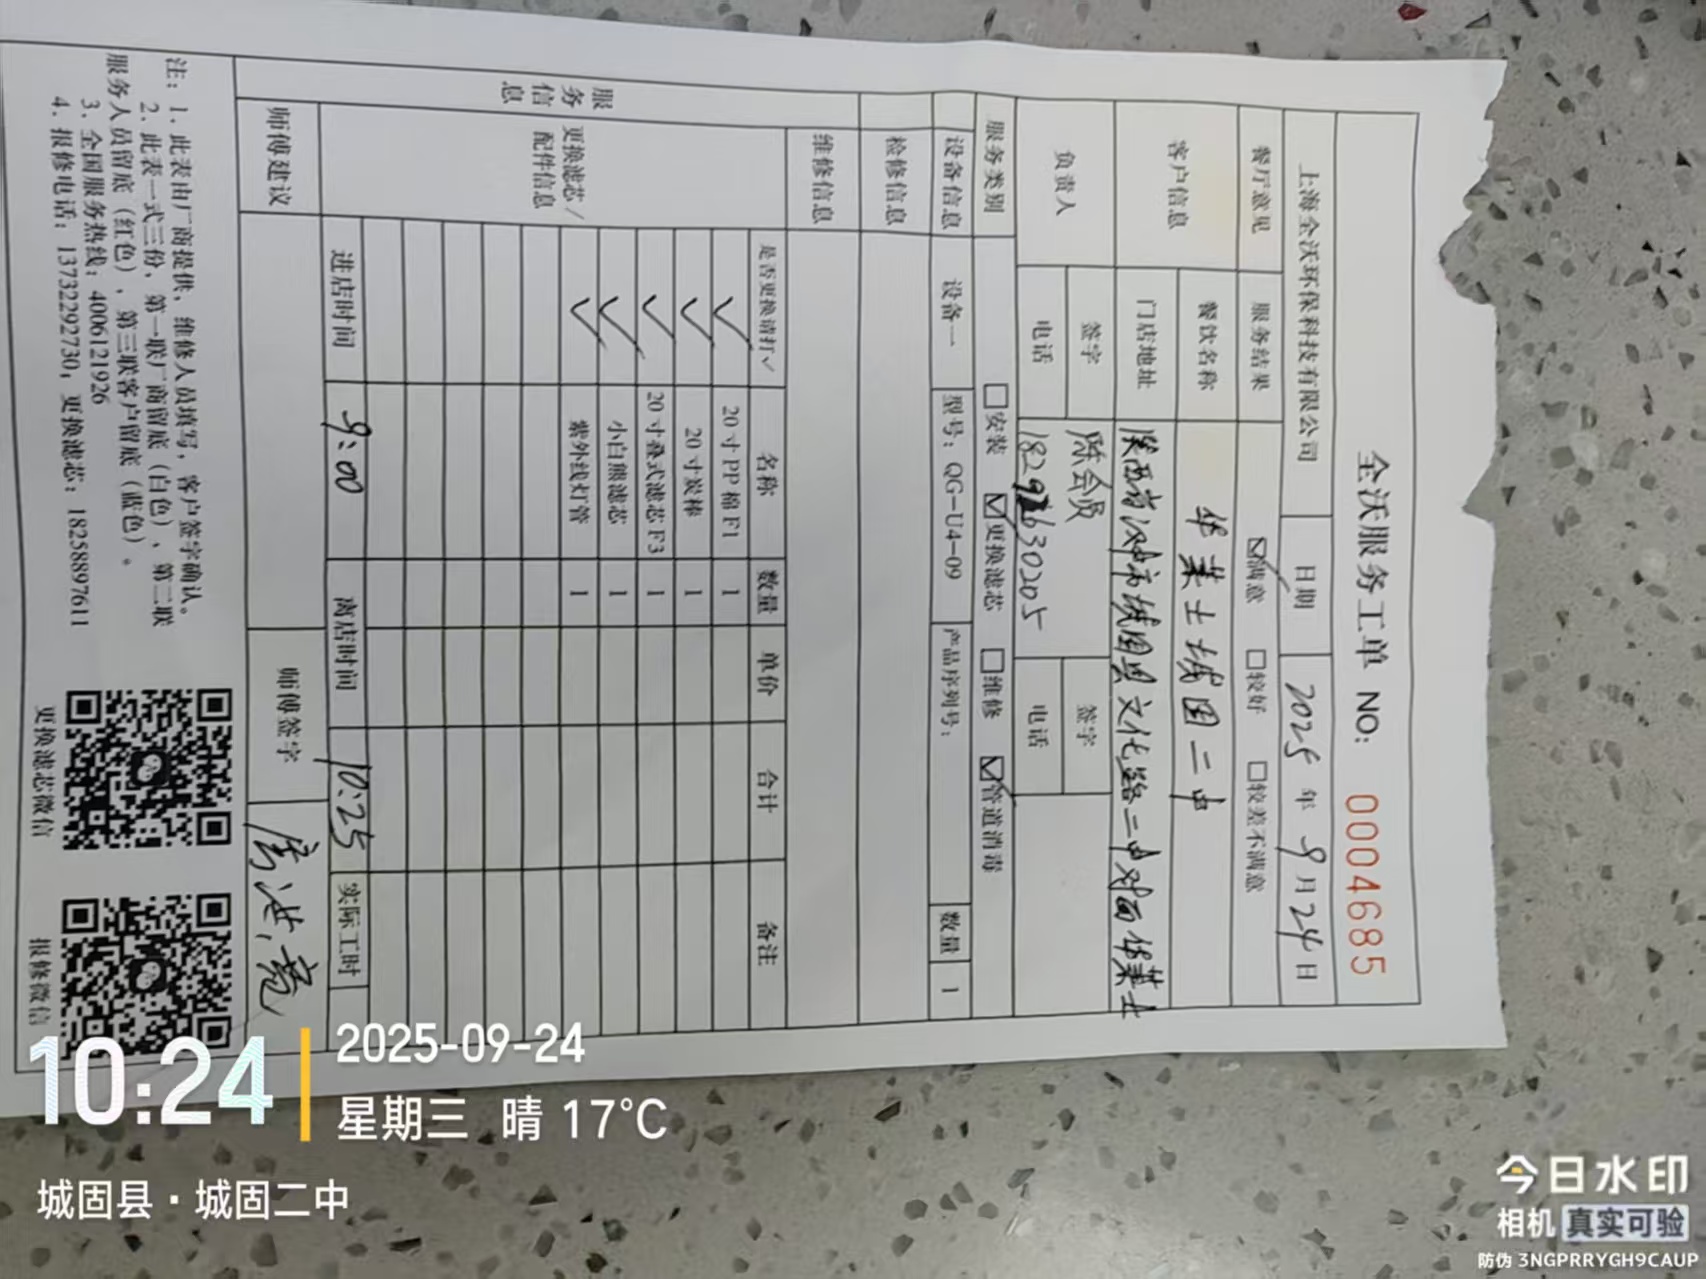 全沃服务工单 NO: 0004685
上海全沃环保科技有限公司 日期 2025 年 9 月 24 日
餐厅意见 服务结果 ☑满意 □较好 □较差不满意
客户信息 餐饮名称 华莱士城固二中
门店地址 陕西省汉中市城固县文化路二中对面华莱士
负责人 签字 陈会员 签字
电话 电话
服务类别 □安装 ☑更换滤芯 □维修 ☑管道消毒
设备信息 设备一 型号: QG-U4-09 产品序列号: 数量 1
检修信息
维修信息
服务信息
更换滤芯/配件信息
是否更换请打√ 名称 数量 单价 合计 备注
✓ 20 寸 PP 棉 F1 1
✓ 20 寸炭棒 1
✓ 20 寸叠式滤芯 F3 1
✓ 小白熊滤芯 1
✓ 紫外线灯管 1
进店时间 9:00 离店时间 10:25 实际工时
师傅建议 师傅签字
注: 1. 此表由厂商提供, 维修人员填写, 客户签字确认。
2. 此表一式三份, 第一联厂商留底 (白色), 第二联
服务人员留底 (红色), 第三联客户留底 (蓝色)。
3. 全国服务热线: 4006121926
4. 报修电话: 13732292730, 更换滤芯: 18258897611
更换滤芯微信
报修微信
10:24
2025-09-24
星期三 晴 17°C
城固县·城固二中
今日水印
相机 真实可验
防伪 3NGPRRYGH9CAUP